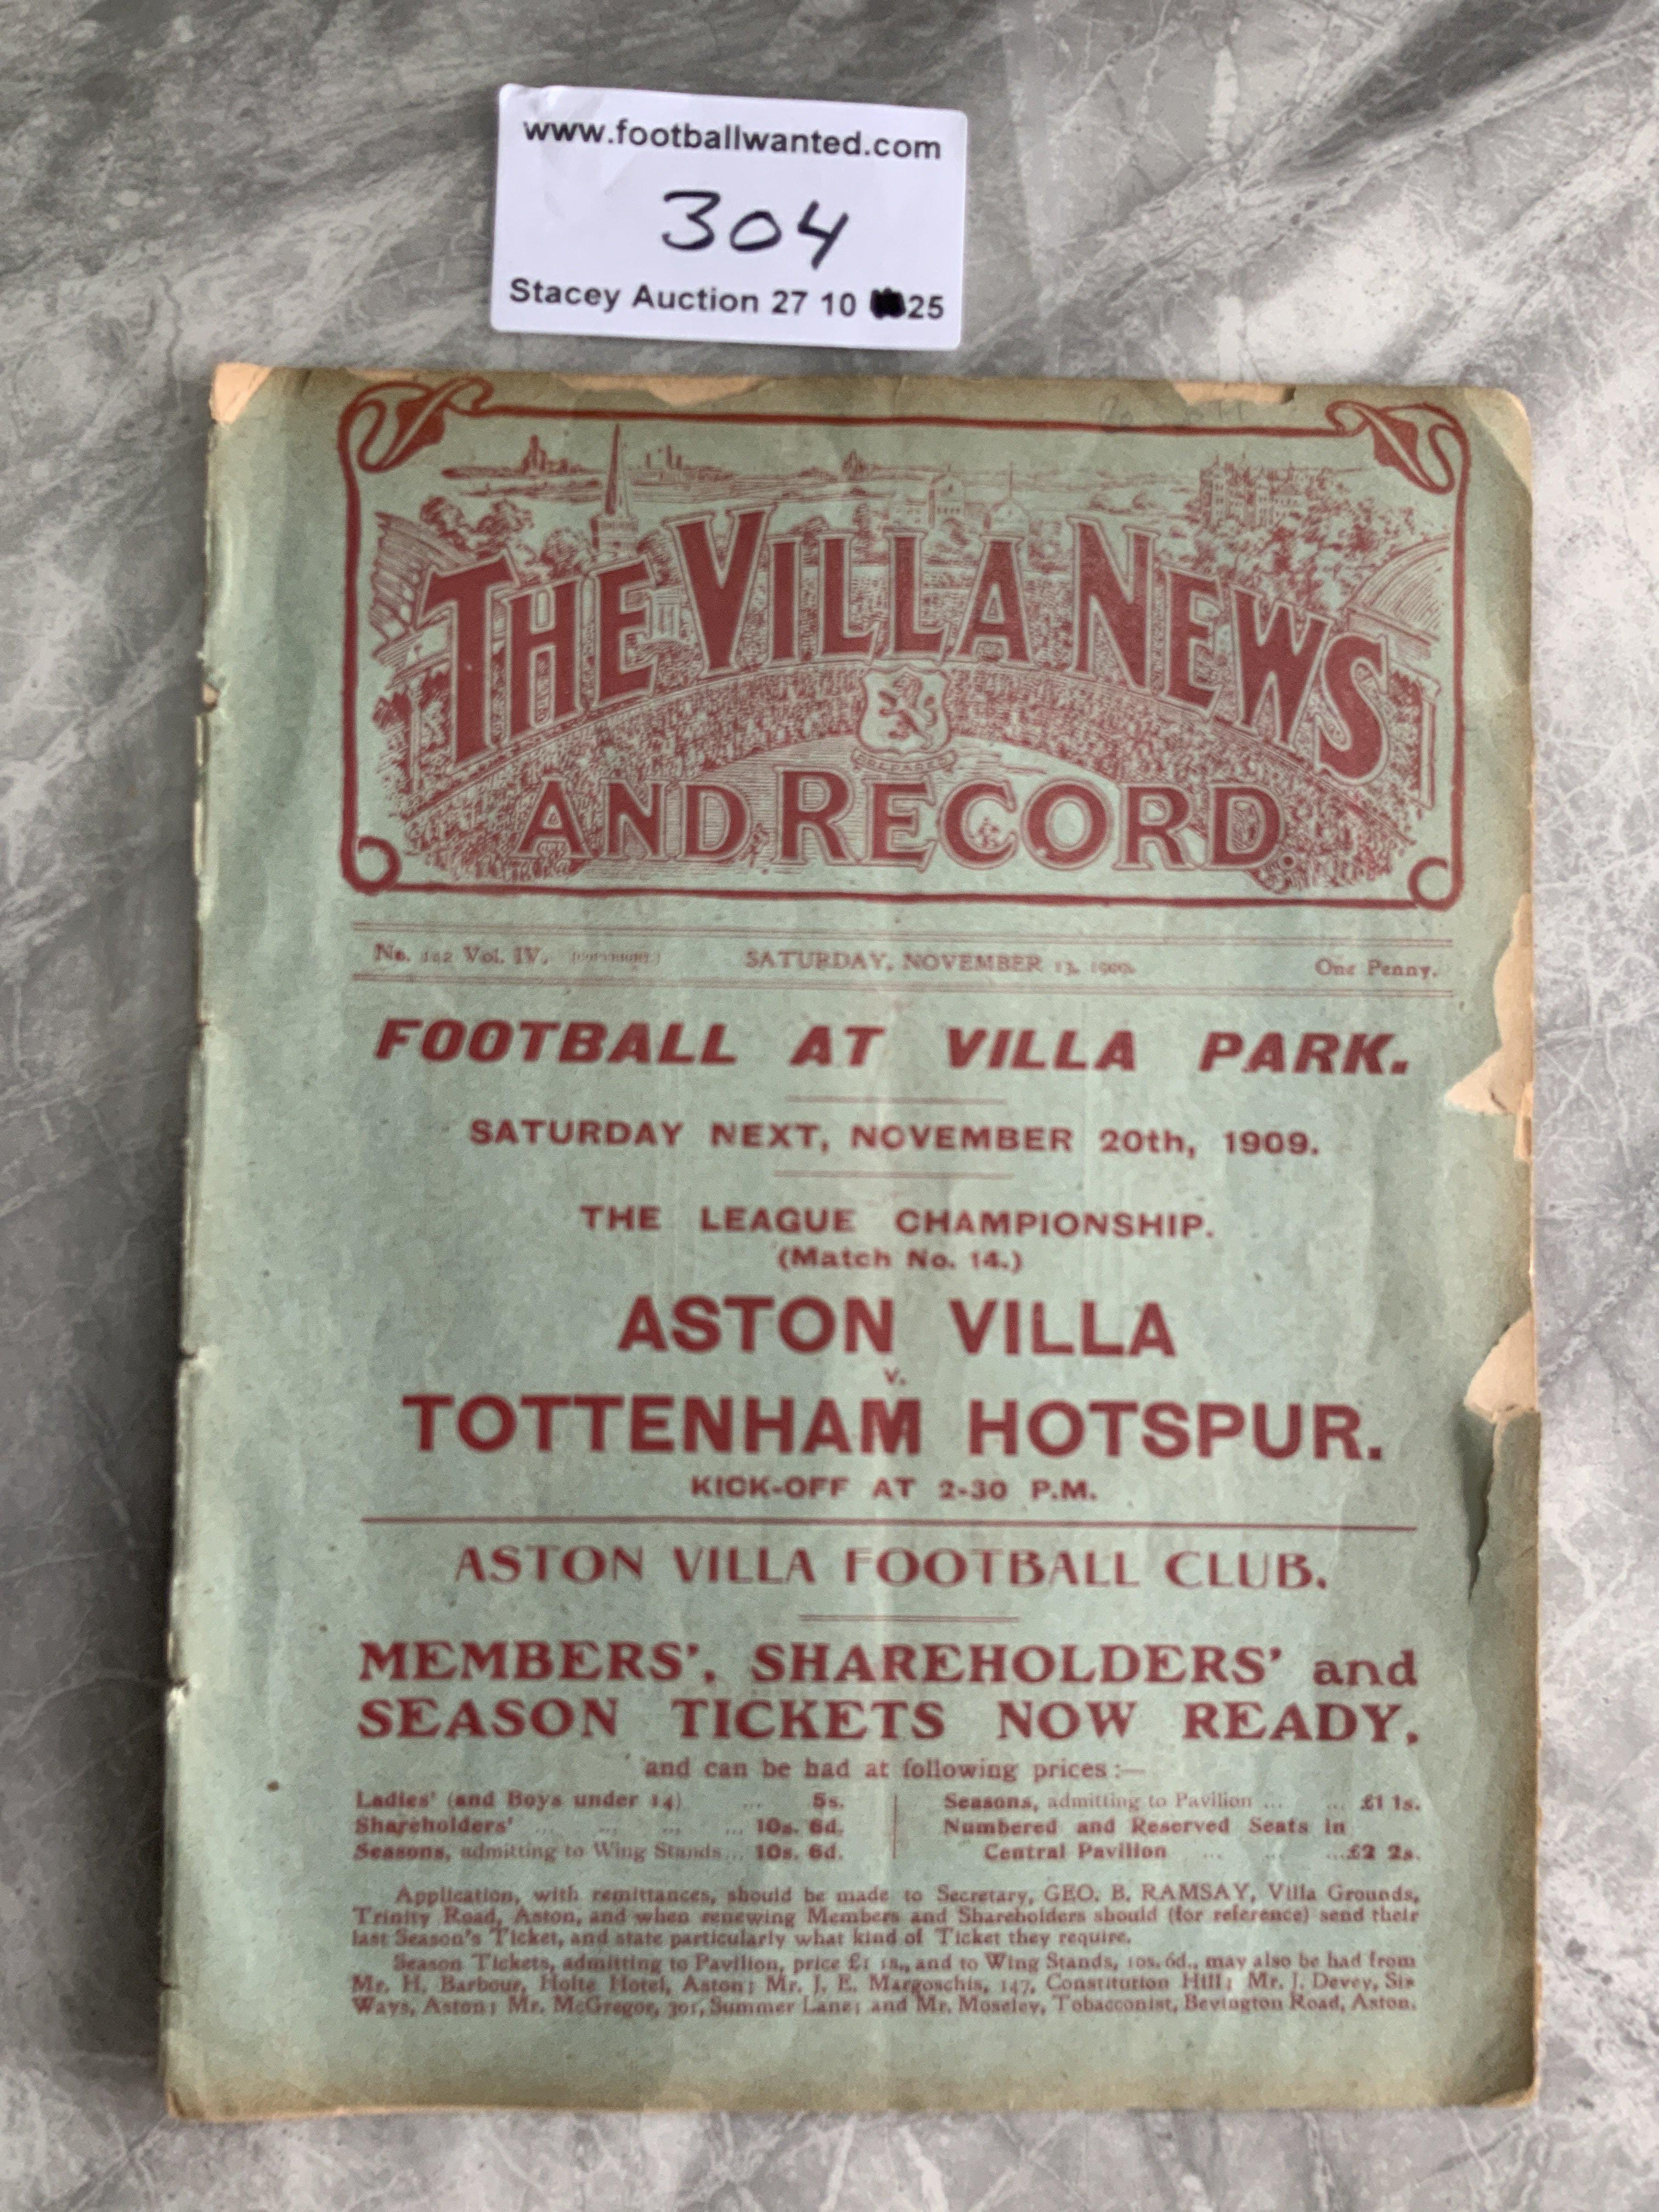 www.footballwanted.com
304
Stacey Auction 27 10 25
THE VILLA NEWS
AND RECORD.
No. 142 Vol. IV. [COPYRIGHT.] SATURDAY, NOVEMBER 13, 1909. One Penny.
FOOTBALL AT VILLA PARK.
SATURDAY NEXT, NOVEMBER 20th, 1909.
THE LEAGUE CHAMPIONSHIP.
(Match No. 14.)
ASTON VILLA
v.
TOTTENHAM HOTSPUR.
KICK-OFF AT 2-30 P.M.
ASTON VILLA FOOTBALL CLUB.
MEMBERS', SHAREHOLDERS' and
SEASON TICKETS NOW READY,
and can be had at following prices:—
Ladies' (and Boys under 14) ... 5s.
Shareholders' ... ... ... ... 10s. 6d.
Seasons, admitting to Wing Stands... 10s. 6d.
Seasons, admitting to Pavilion ... ... £1 1s.
Numbered and Reserved Seats in
Central Pavilion ... ... ...£2 2s.
Application, with remittances, should be made to Secretary, GEO. B. RAMSAY, Villa Grounds,
Trinity Road, Aston, and when renewing Members and Shareholders should (for reference) send their
last Season's Ticket, and state particularly what kind of Ticket they require.
Season Tickets, admitting to Pavilion, price £1 1s., and to Wing Stands, 10s. 6d., may also be had from
Mr. H. Barbour, Holte Hotel, Aston; Mr. J. E. Margoschis, 147, Constitution Hill; Mr. J. Devey, Six
Ways, Aston; Mr. McGregor, 301, Summer Lane; and Mr. Moseley, Tobacconist, Bevington Road, Aston.